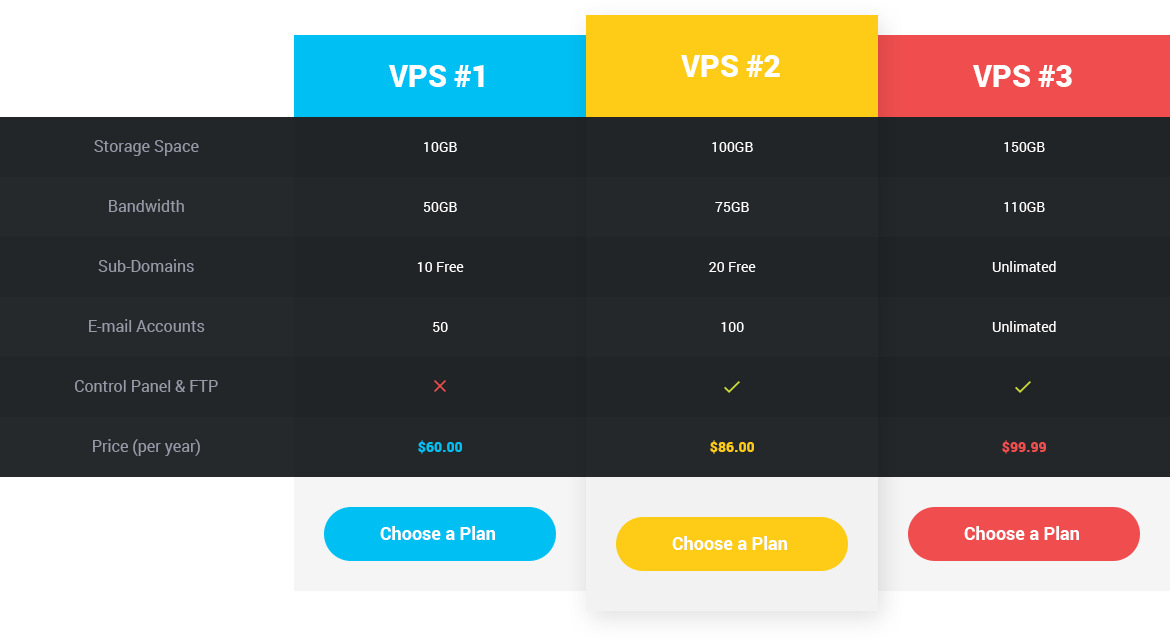 VPS #1 VPS #2 VPS #3
Storage Space 10GB 100GB 150GB
Bandwidth 50GB 75GB 110GB
Sub-Domains 10 Free 20 Free Unlimated
E-mail Accounts 50 100 Unlimated
Control Panel & FTP
Price (per year) $60.00 $86.00 $99.99
Choose a Plan Choose a Plan Choose a Plan